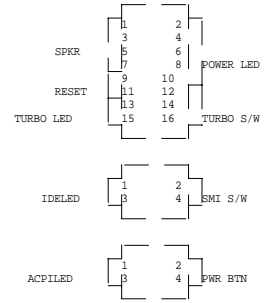 1 2
3 4
SPKR 5 6
7 8 POWER LED
9 10
RESET 11 12
13 14
TURBO LED 15 16 TURBO S/W
1 2
IDELED 3 4 SMI S/W
1 2
ACPILED 3 4 PWR BTN